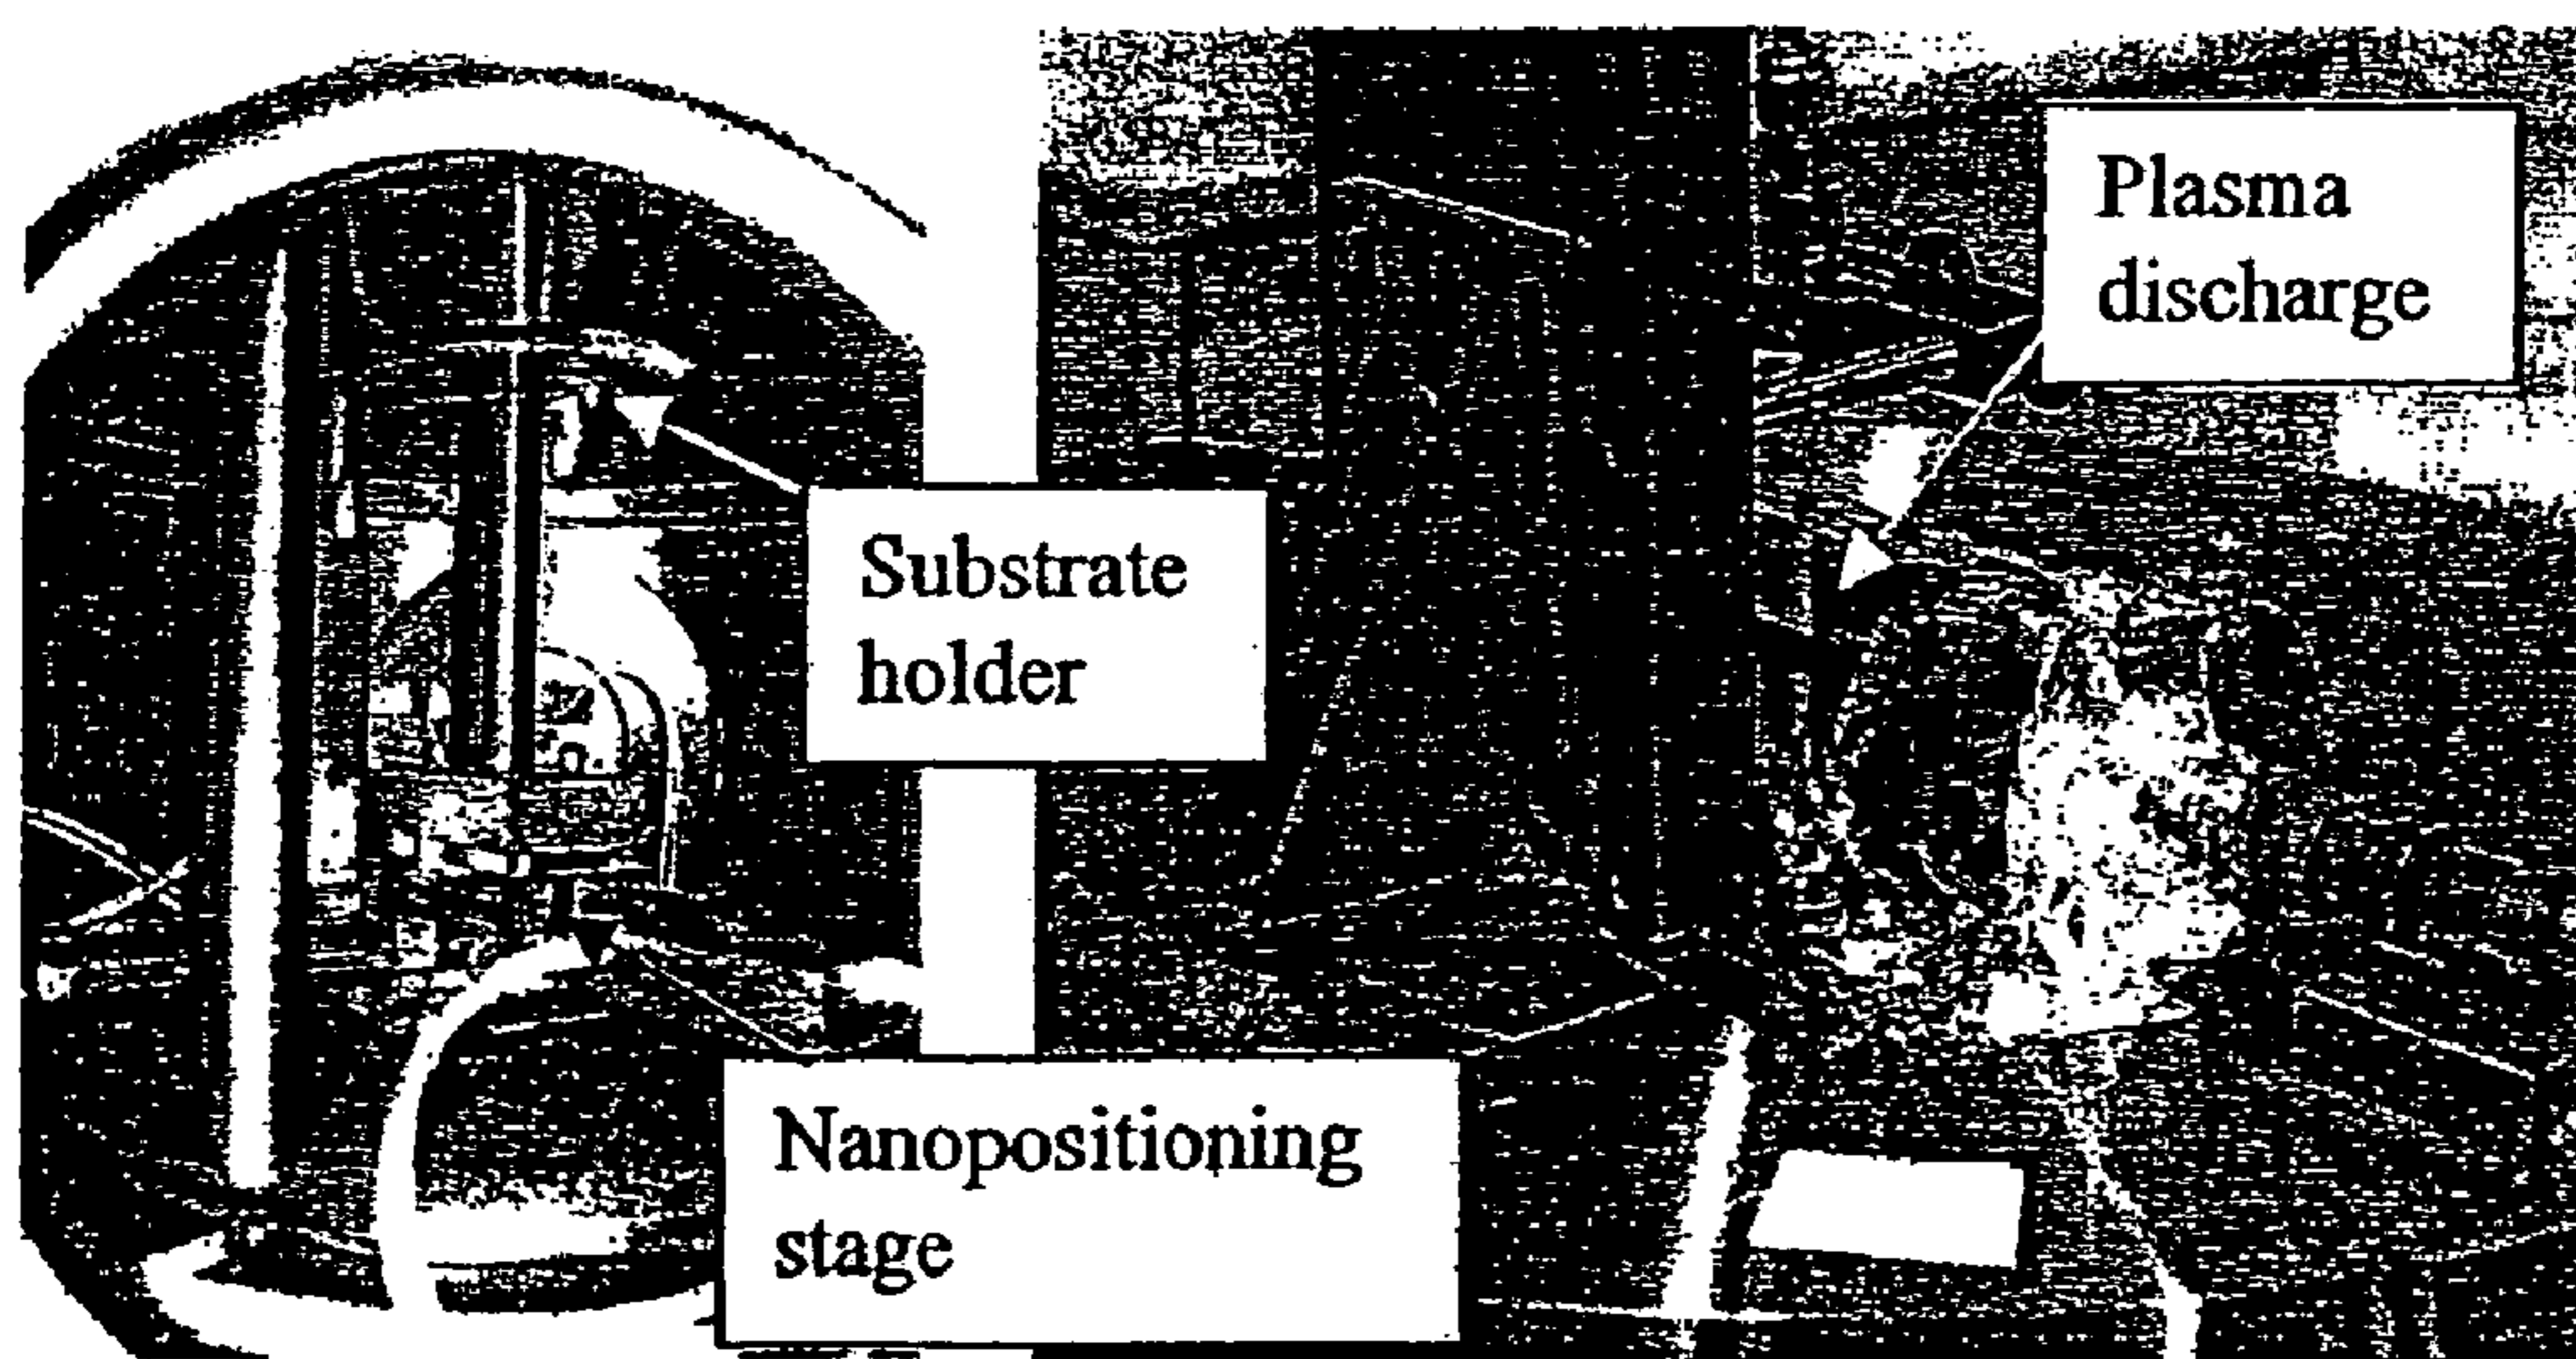 Plasma
discharge
Substrate
holder
Nanopositioning
stage